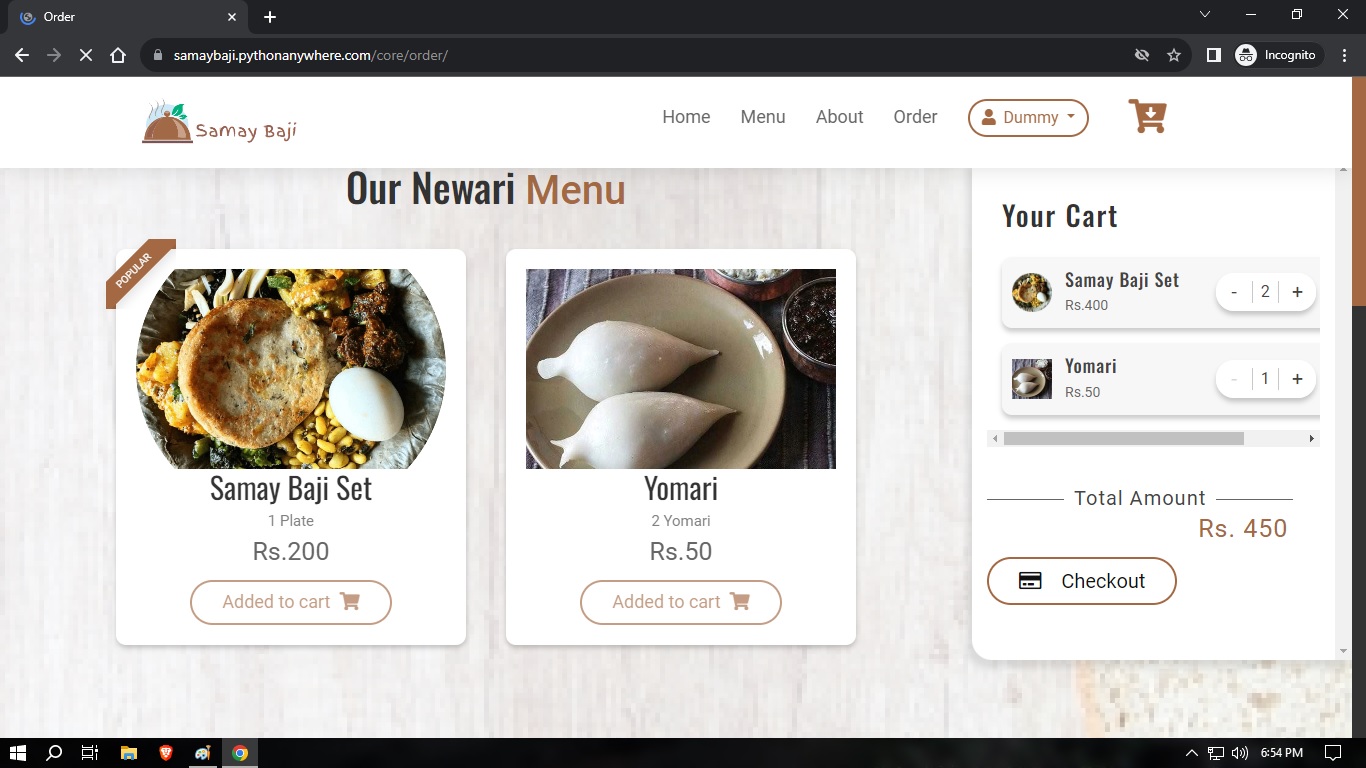 Order
samaybaji.pythonanywhere.com/core/order/
Incognito
Samay Baji
Home
Menu
About
Order
Dummy
Our Newari Menu
POPULAR
Samay Baji Set
1 Plate
Rs.200
Added to cart
Yomari
2 Yomari
Rs.50
Added to cart
Your Cart
Samay Baji Set
Rs.400
- 2 +
Yomari
Rs.50
- 1 +
Total Amount
Rs. 450
Checkout
6:54 PM